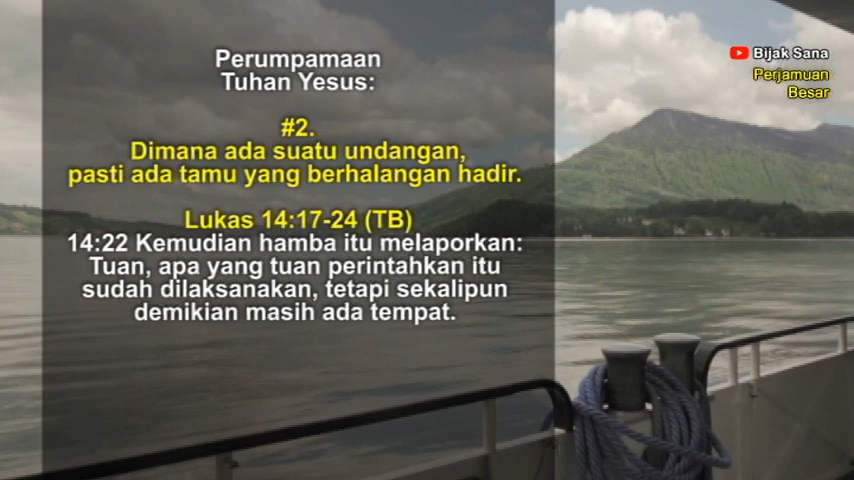 Perumpamaan
Tuhan Yesus:
#2.
Dimana ada suatu undangan,
pasti ada tamu yang berhalangan hadir.
Lukas 14:17-24 (TB)
14:22 Kemudian hamba itu melaporkan:
Tuan, apa yang tuan perintahkan itu
sudah dilaksanakan, tetapi sekalipun
demikian masih ada tempat.
Bijak Sana
Perjamuan
Besar